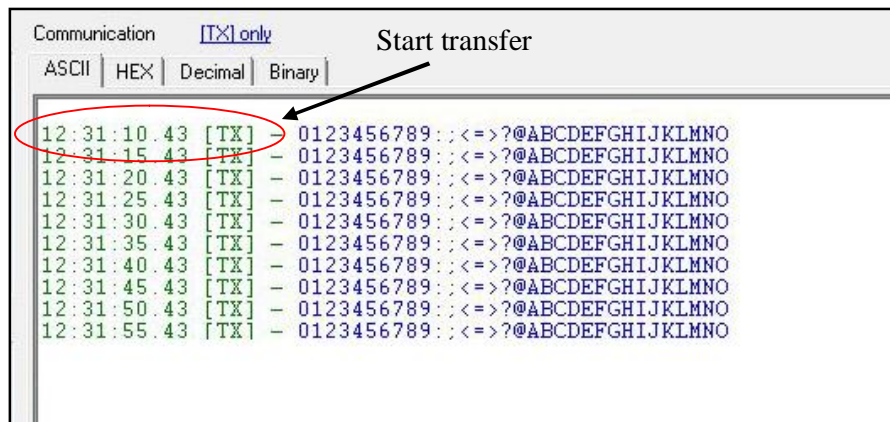 Communication [TX] only
Start transfer
ASCII HEX Decimal Binary
12:31:10.43 [TX] - 0123456789:;<=>?@ABCDEFGHIJKLMNO
12:31:15.43 [TX] - 0123456789:;<=>?@ABCDEFGHIJKLMNO
12:31:20.43 [TX] - 0123456789:;<=>?@ABCDEFGHIJKLMNO
12:31:25.43 [TX] - 0123456789:;<=>?@ABCDEFGHIJKLMNO
12:31:30.43 [TX] - 0123456789:;<=>?@ABCDEFGHIJKLMNO
12:31:35.43 [TX] - 0123456789:;<=>?@ABCDEFGHIJKLMNO
12:31:40.43 [TX] - 0123456789:;<=>?@ABCDEFGHIJKLMNO
12:31:45.43 [TX] - 0123456789:;<=>?@ABCDEFGHIJKLMNO
12:31:50.43 [TX] - 0123456789:;<=>?@ABCDEFGHIJKLMNO
12:31:55.43 [TX] - 0123456789:;<=>?@ABCDEFGHIJKLMNO